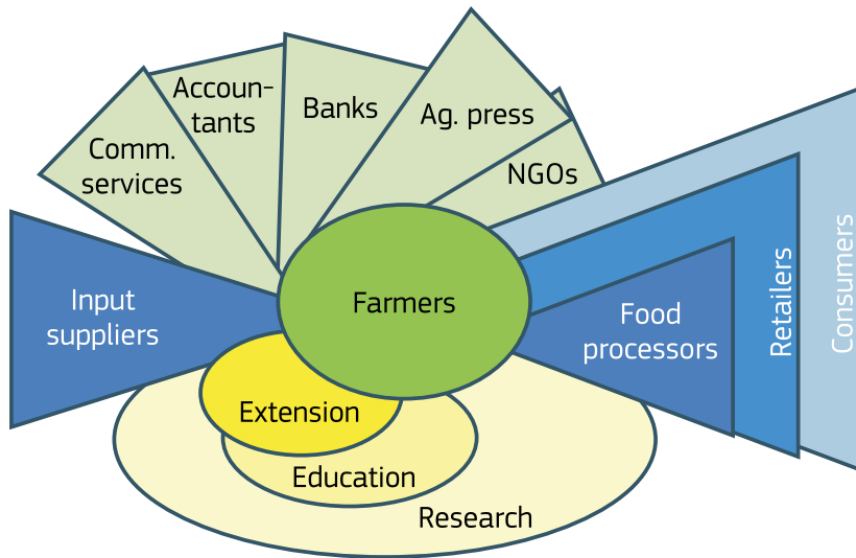 Accoun-
tants
Banks
Ag. press
Comm.
services
NGOs
Input
suppliers
Farmers
Food
processors
Retailers
Consumers
Extension
Education
Research